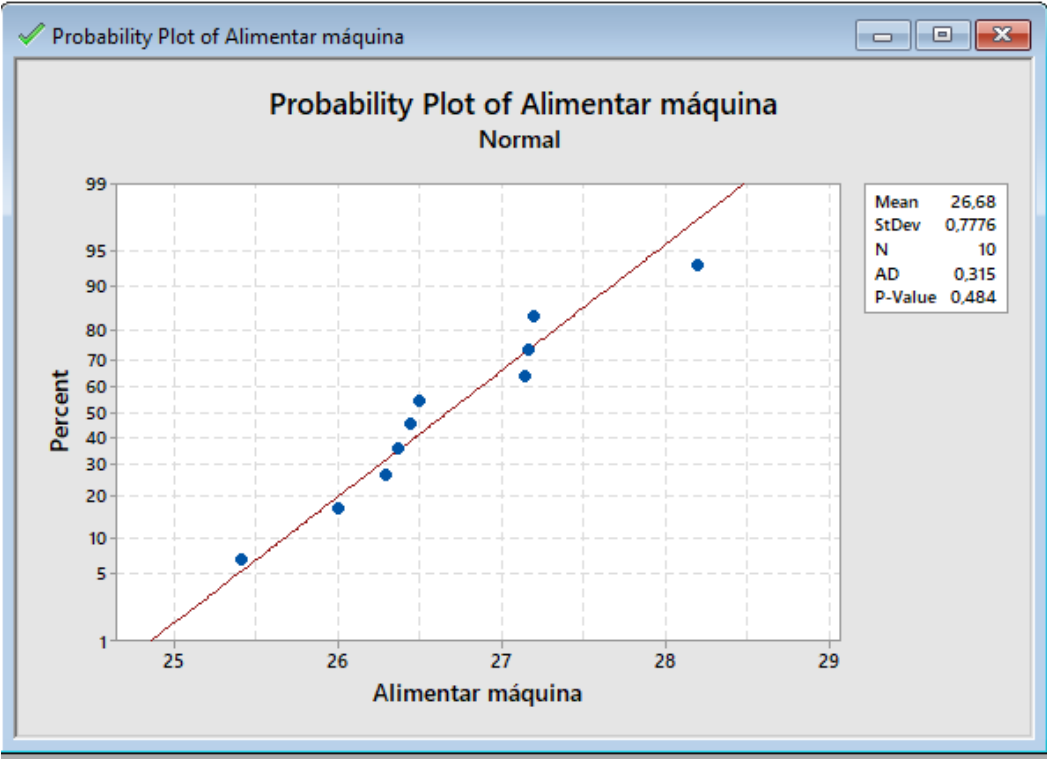 Probability Plot of Alimentar máquina
Probability Plot of Alimentar máquina
Normal
99
95
90
80
70
60
50
40
30
20
10
5
1
Percent
25 26 27 28 29
Alimentar máquina
Mean 26,68
StDev 0,7776
N 10
AD 0,315
P-Value 0,484